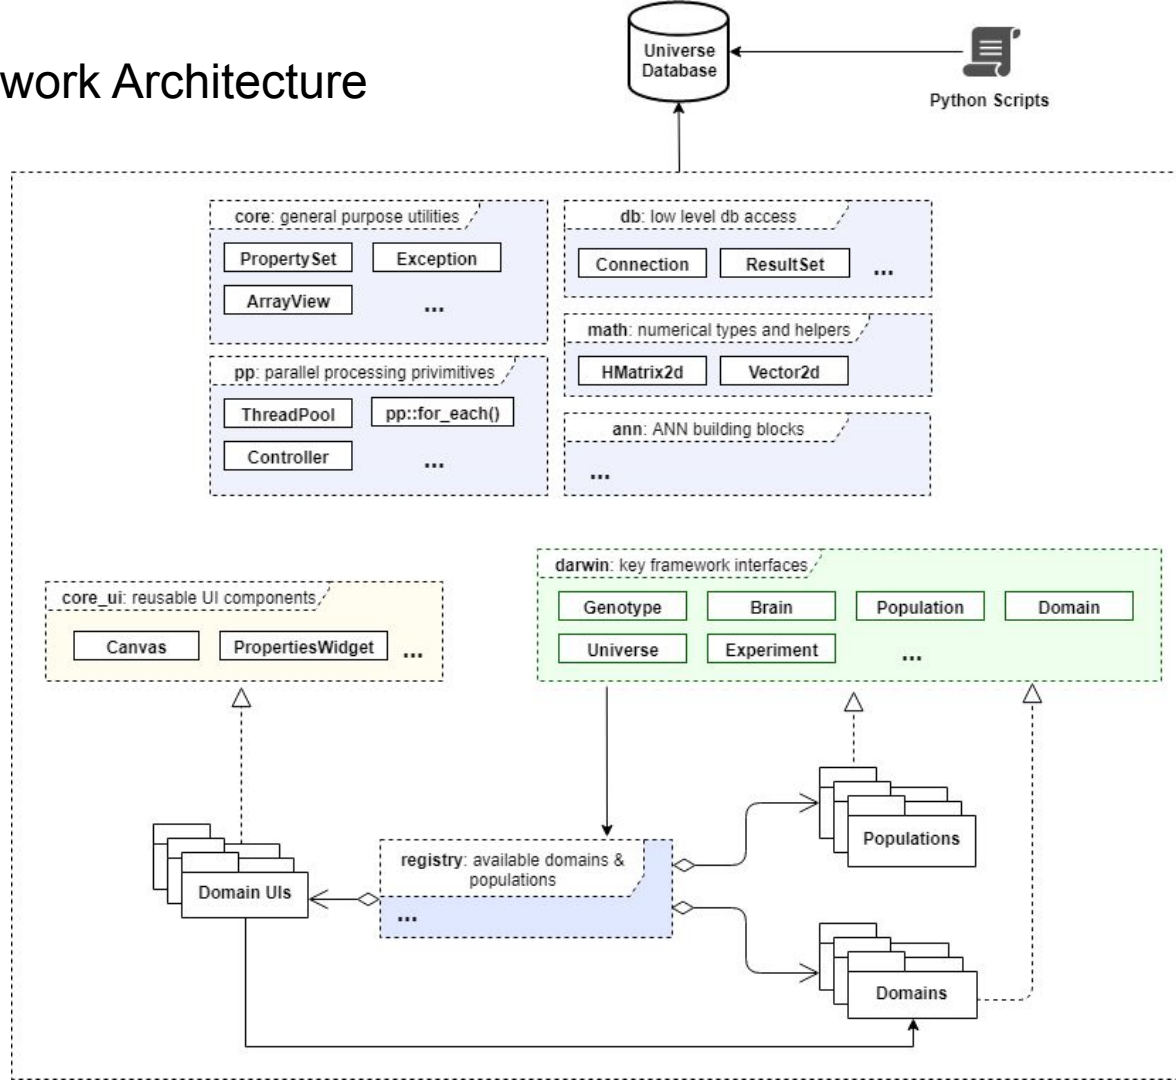 work Architecture
Universe
Database
Python Scripts
core: general purpose utilities
PropertySet
Exception
ArrayView
...
db: low level db access
Connection
ResultSet
...
math: numerical types and helpers
HMatrix2d
Vector2d
pp: parallel processing privimitives
ThreadPool
pp::for_each()
Controller
...
ann: ANN building blocks
...
core_ui: reusable UI components
Canvas
PropertiesWidget
...
darwin: key framework interfaces
Genotype
Brain
Population
Domain
Universe
Experiment
...
Populations
registry: available domains &
populations
...
Domain UIs
Domains